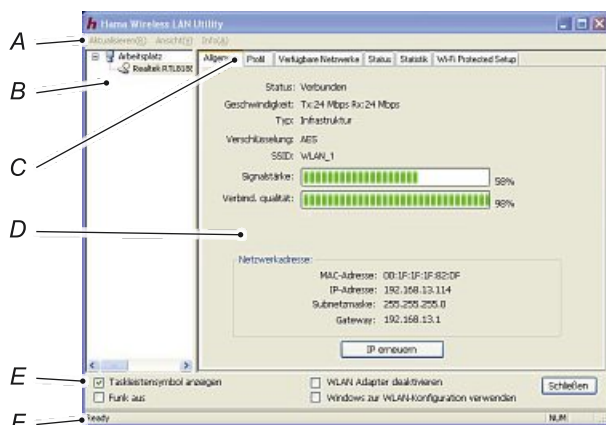 Hama Wireless LAN Utility
Aktualisieren(R) Ansicht(V) Info(A)
A
Arbeitsplatz
Realtek RTL8188
B
Profil Verfügbare Netzwerke Status Statistik Wi-Fi Protected Setup
Status: Verbunden
Geschwindigkeit: Tx:24 Mbps Rx:24 Mbps
Typ: Infrastruktur
Verschlüsselung: AES
SSID: WLAN_1
C
Signalstärke: 58%
Verbind. qualität: 98%
D
Netzwerkadresse:
MAC-Adresse: 00:1F:1F:1F:82:DF
IP-Adresse: 192.168.13.114
Subnetzmaske: 255.255.255.0
Gateway: 192.168.13.1
IP erneuern
E
Taskleistensymbol anzeigen
Funk aus
WLAN Adapter deaktivieren
Windows zur WLAN-Konfiguration verwenden
Schließen
F
Ready NUM